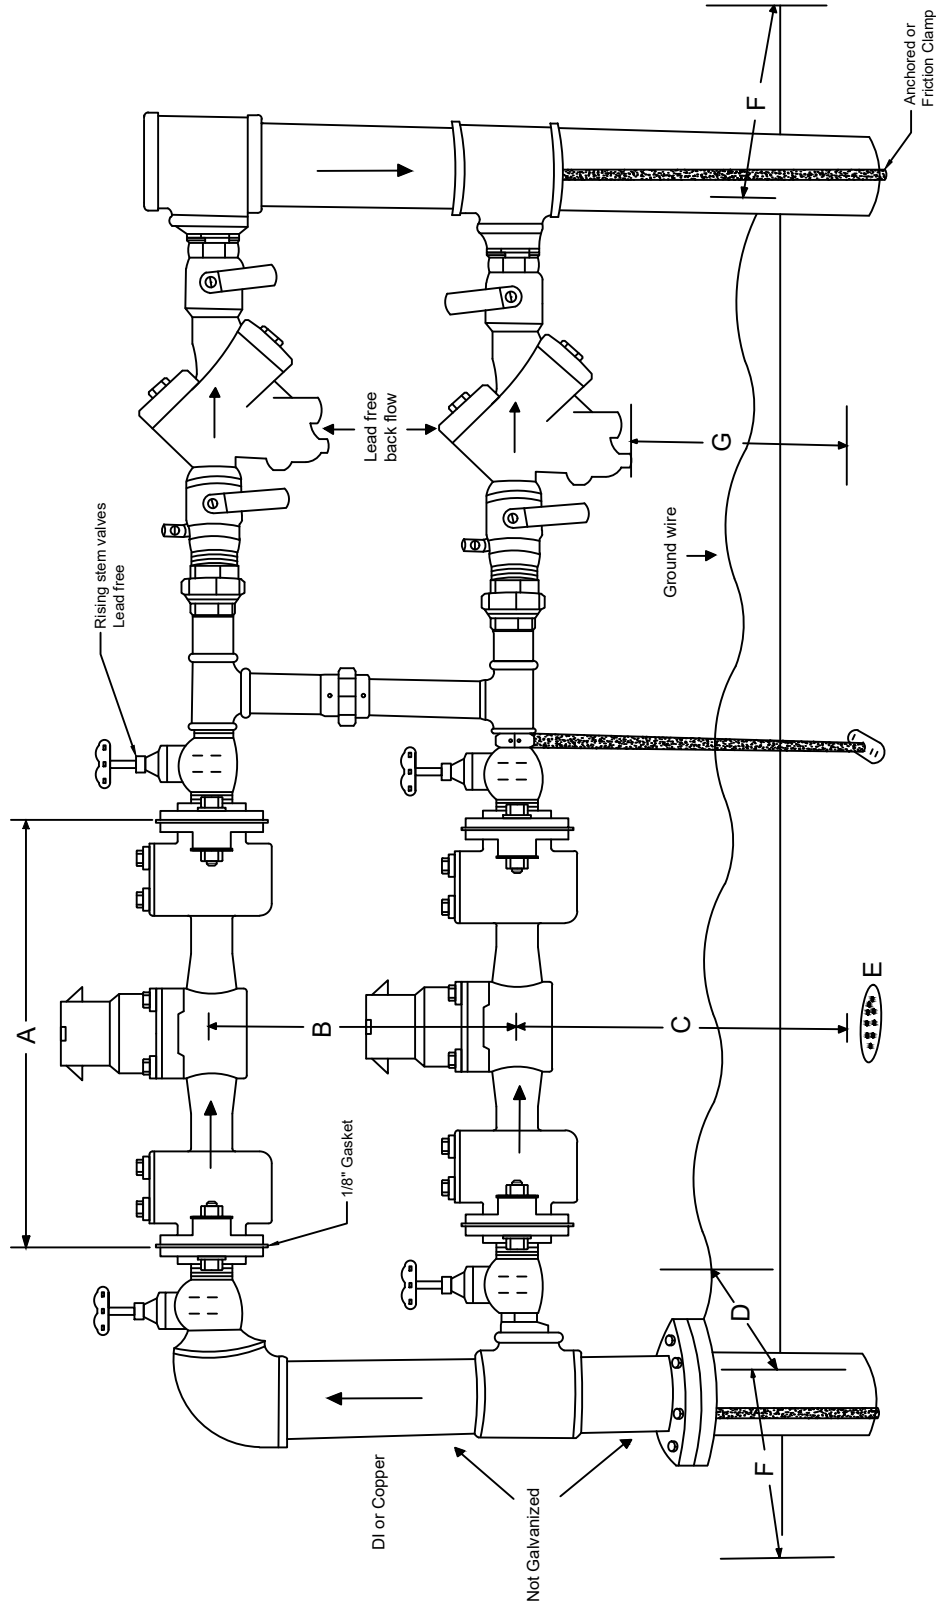 A
Rising stem valves
Lead free
1/8" Gasket
B
Lead free
back flow
DI or Copper
Not Galvanized
Ground wire
C
G
D
F
F
E
Anchored or
Friction Clamp